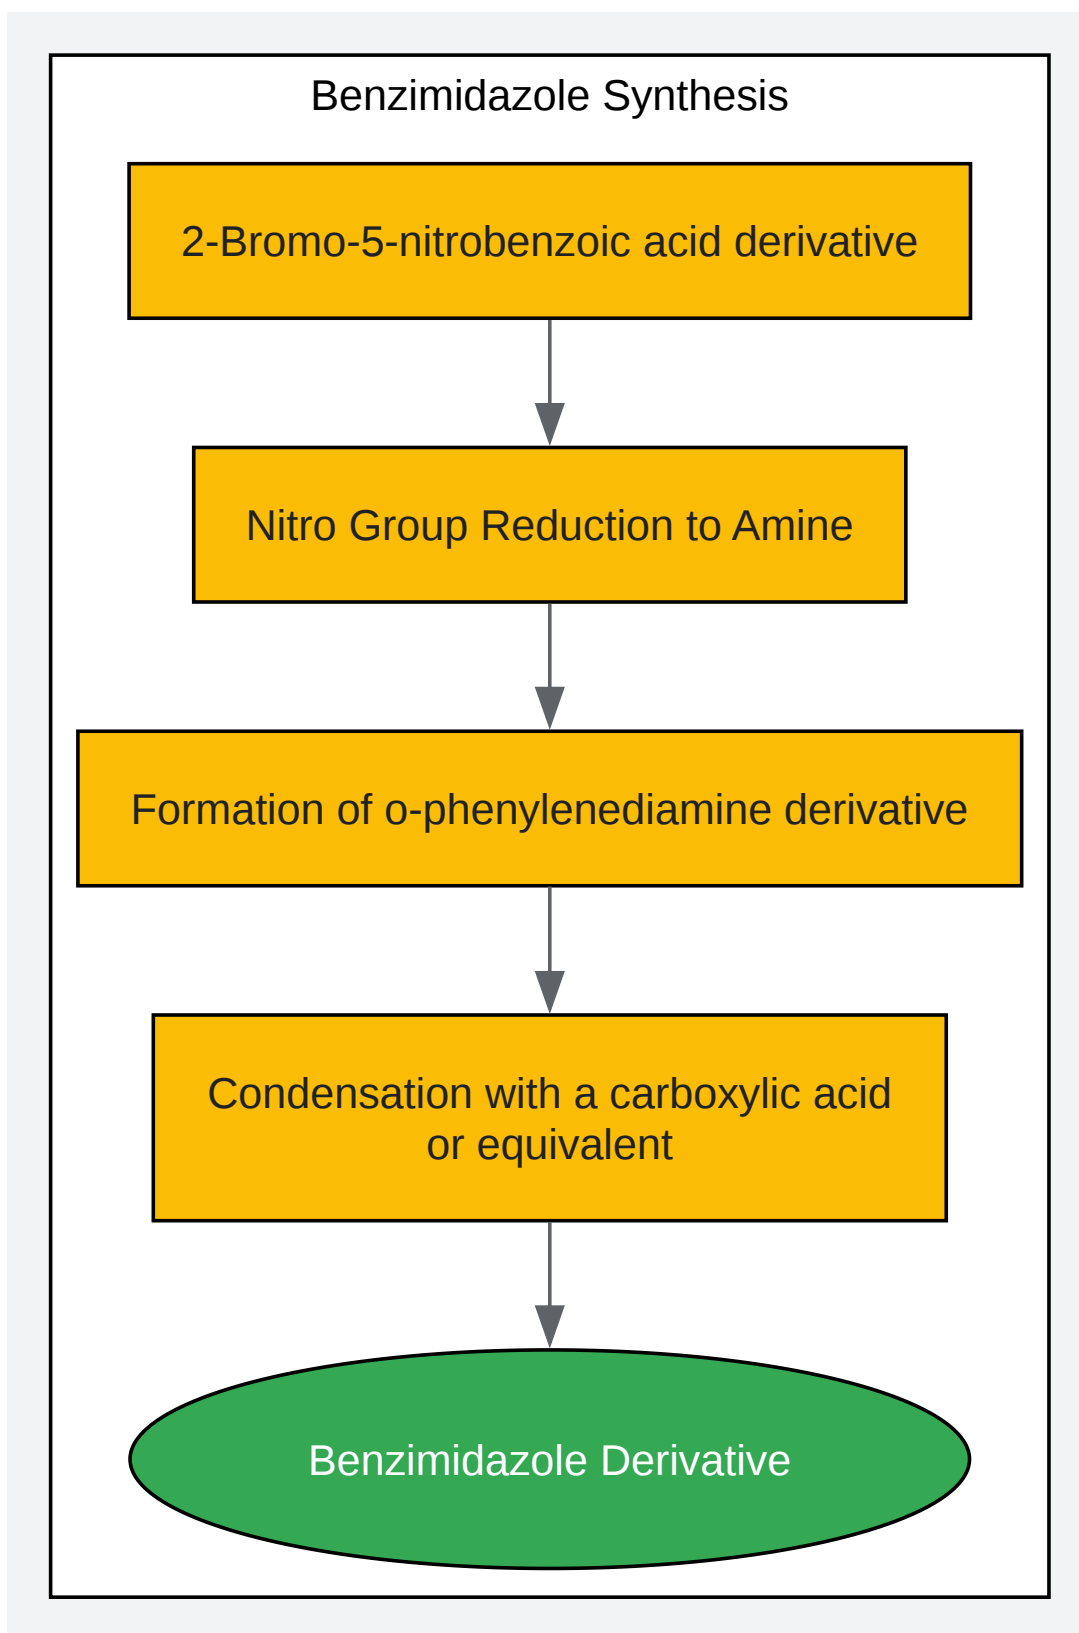 Benzimidazole Synthesis
2-Bromo-5-nitrobenzoic acid derivative
Nitro Group Reduction to Amine
Formation of o-phenylenediamine derivative
Condensation with a carboxylic acid
or equivalent
Benzimidazole Derivative